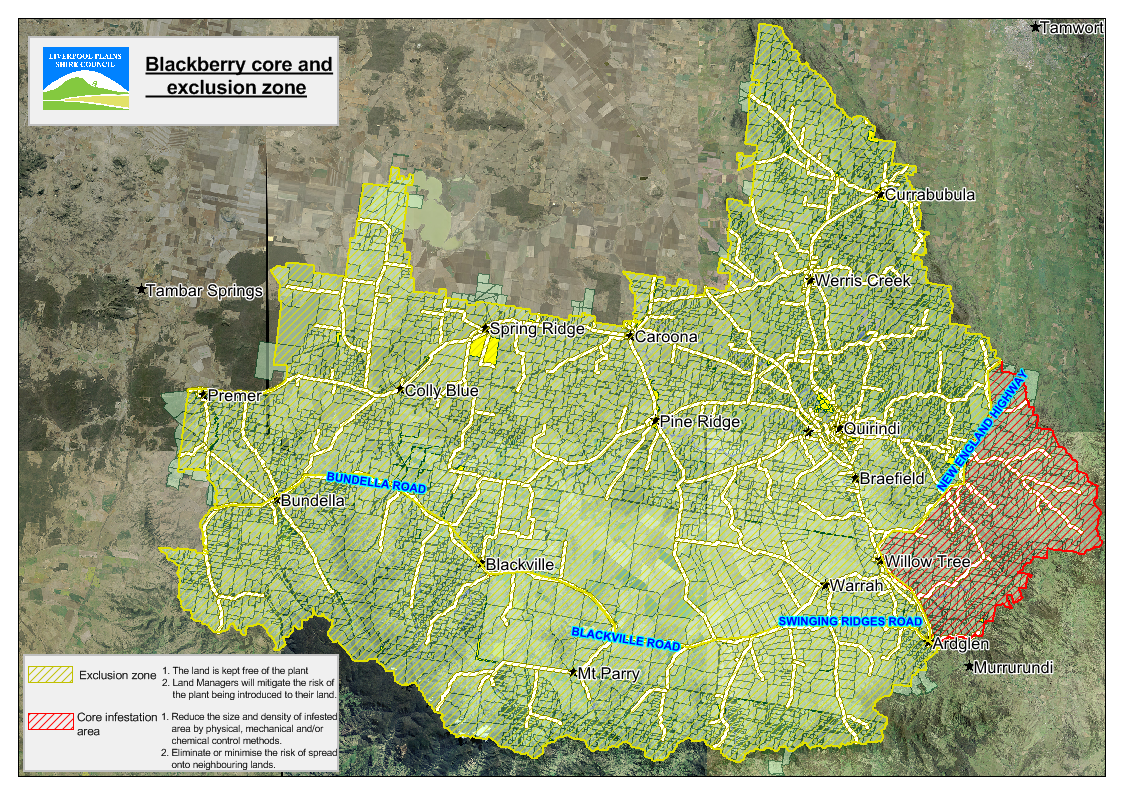 Tamwort
LIVERPOOL PLAINS
SHIRE COUNCIL
Blackberry core and
exclusion zone
Currabubula
Werris Creek
Tambar Springs
Spring Ridge
Caroona
Premer
Colly Blue
NEW ENGLAND HIGHWAY
Pine Ridge
Quirindi
BUNDELLA ROAD
Braefield
Bundella
Blackville
Willow Tree
Warrah
SWINGING RIDGES ROAD
BLACKVILLE ROAD
Ardglen
Murrurundi
Mt Parry
Exclusion zone
1. The land is kept free of the plant
2. Land Managers will mitigate the risk of
the plant being introduced to their land.
Core infestation
area
1. Reduce the size and density of infested
area by physical, mechanical and/or
chemical control methods.
2. Eliminate or minimise the risk of spread
onto neighbouring lands.